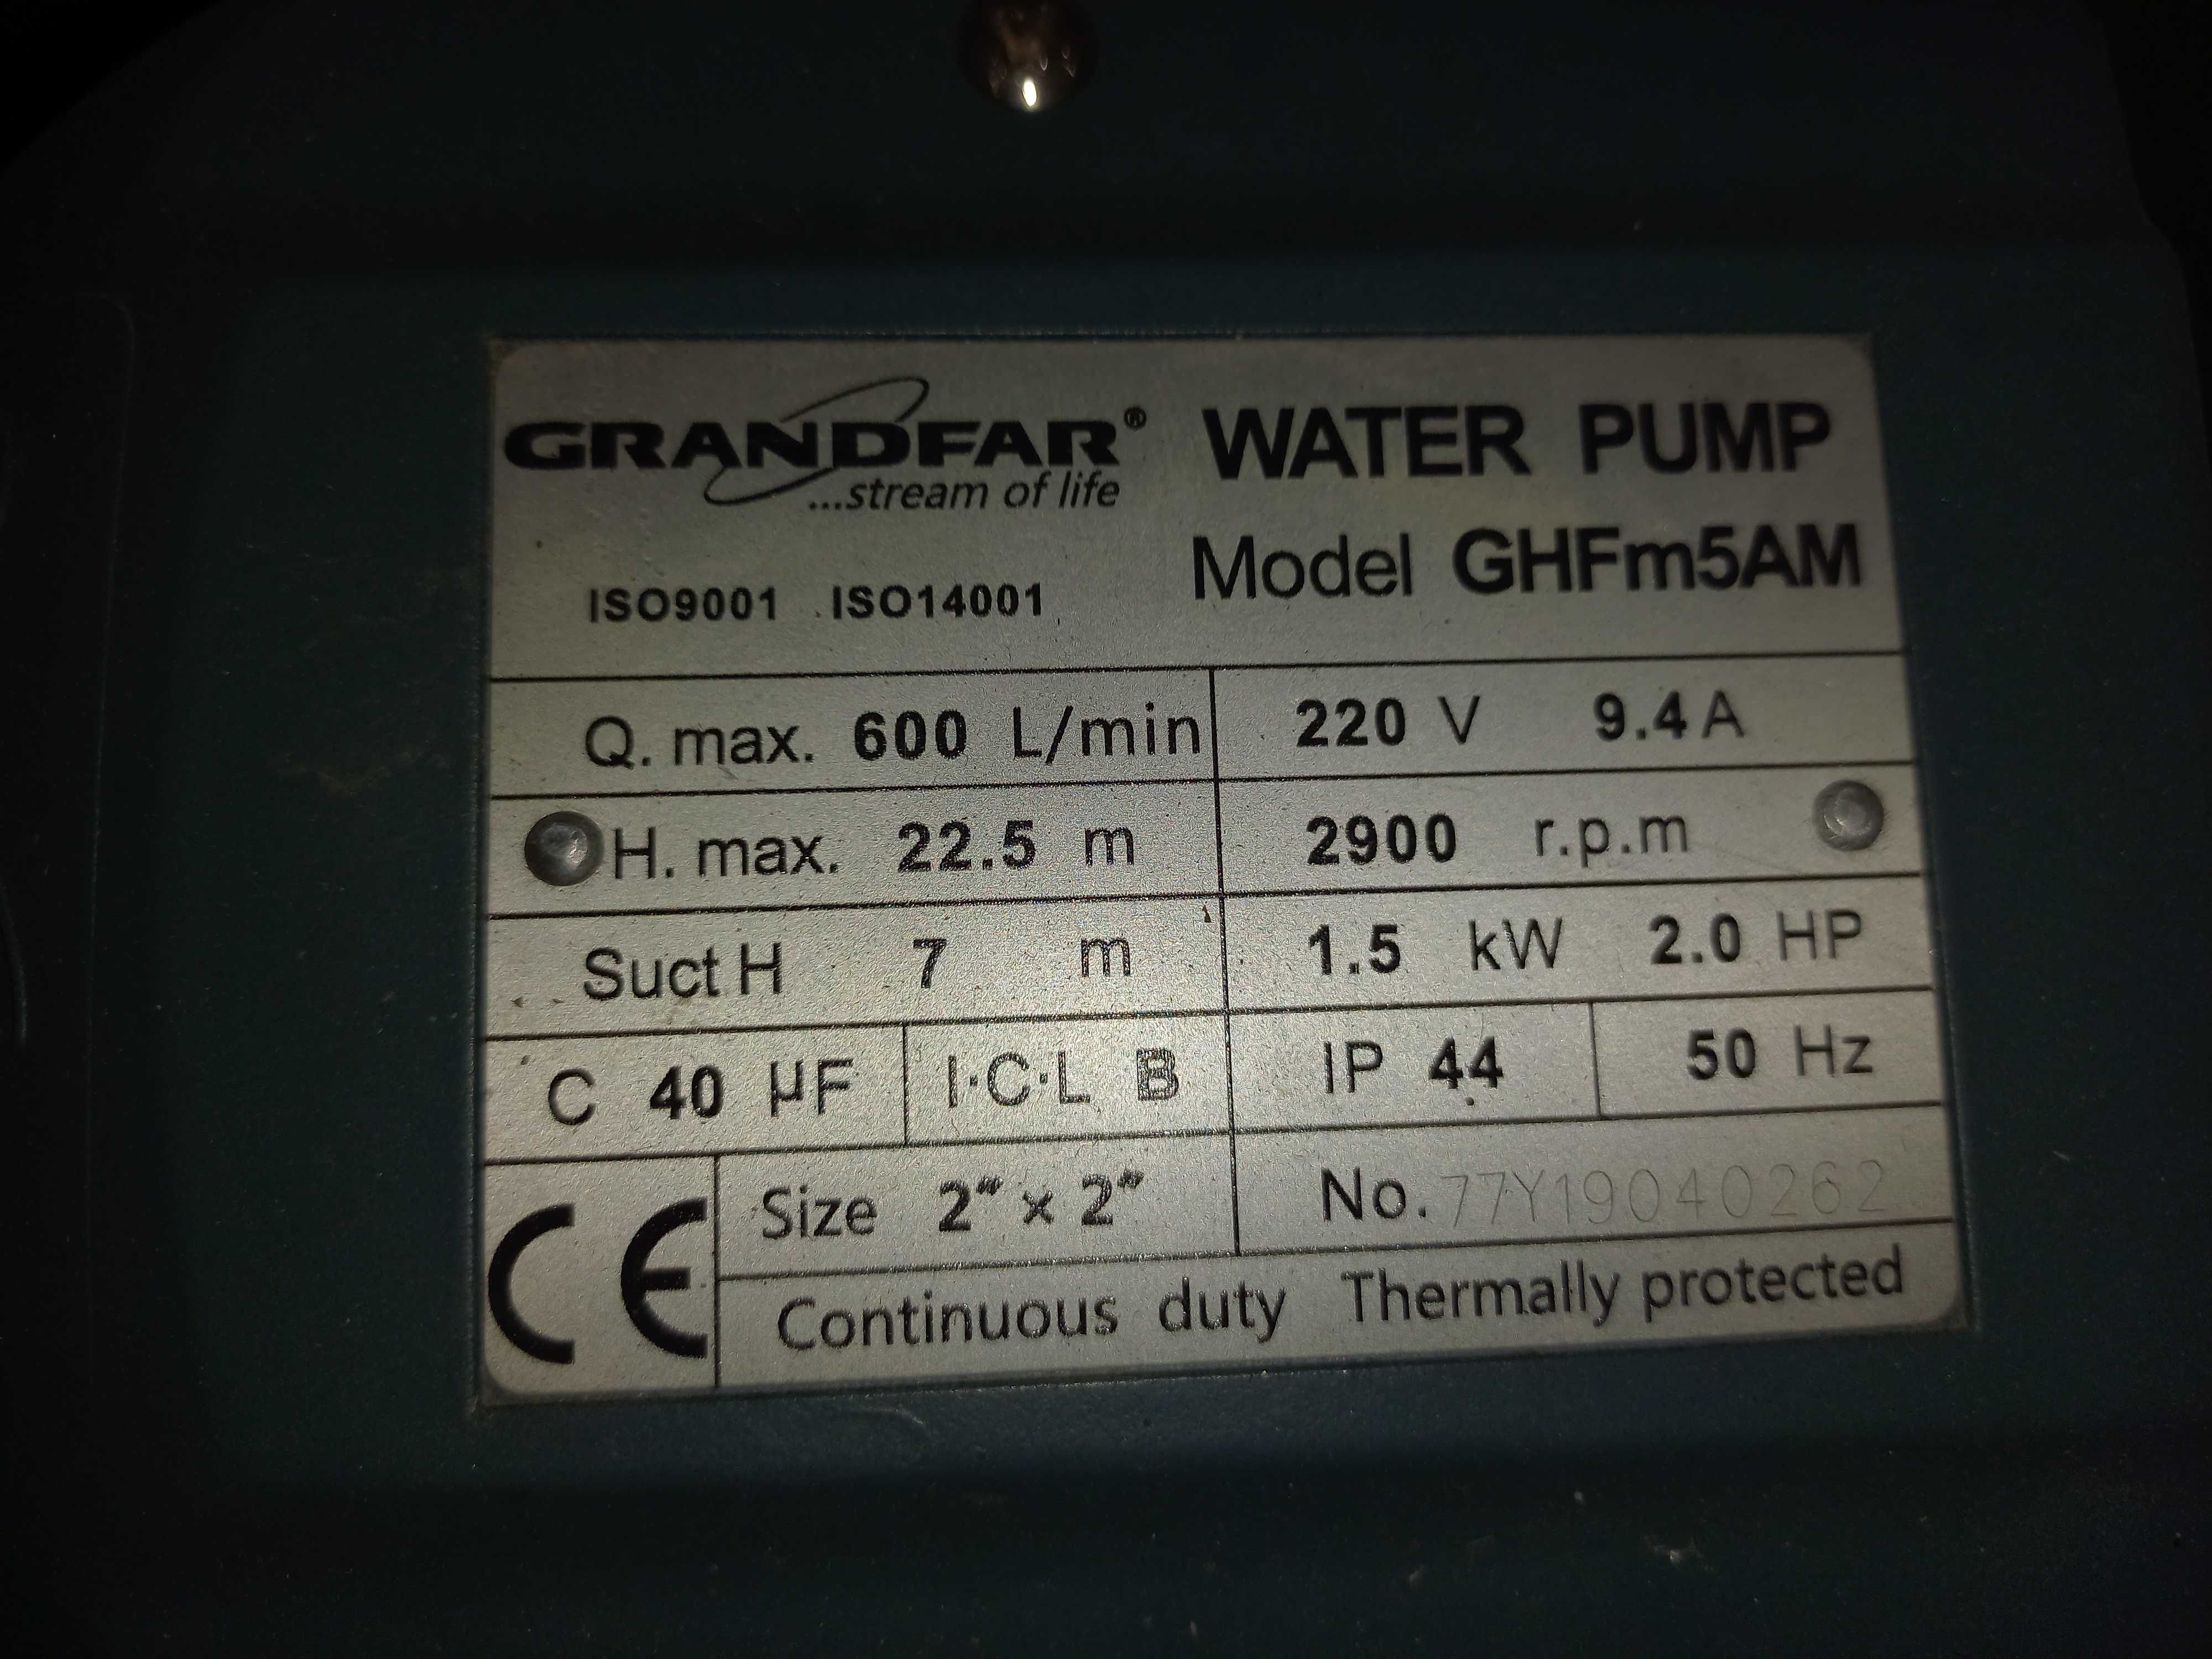 GRANDFAR® WATER PUMP
...stream of life
Model GHFm5AM
ISO9001 ISO14001
Q. max. 600 L/min 220 V 9.4 A
H. max. 22.5 m 2900 r.p.m
Suct H 7 m 1.5 kW 2.0 HP
C 40 µF I·C·L B IP 44 50 Hz
CE Size 2" x 2" No. 77Y19040262
Continuous duty Thermally protected